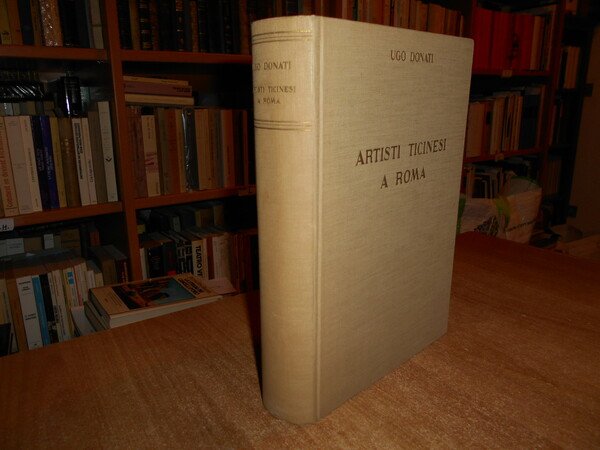 UGO DONATI
ARTISTI TICINESI
A ROMA
UGO DONATI
ARTISTI TICINESI
A ROMA